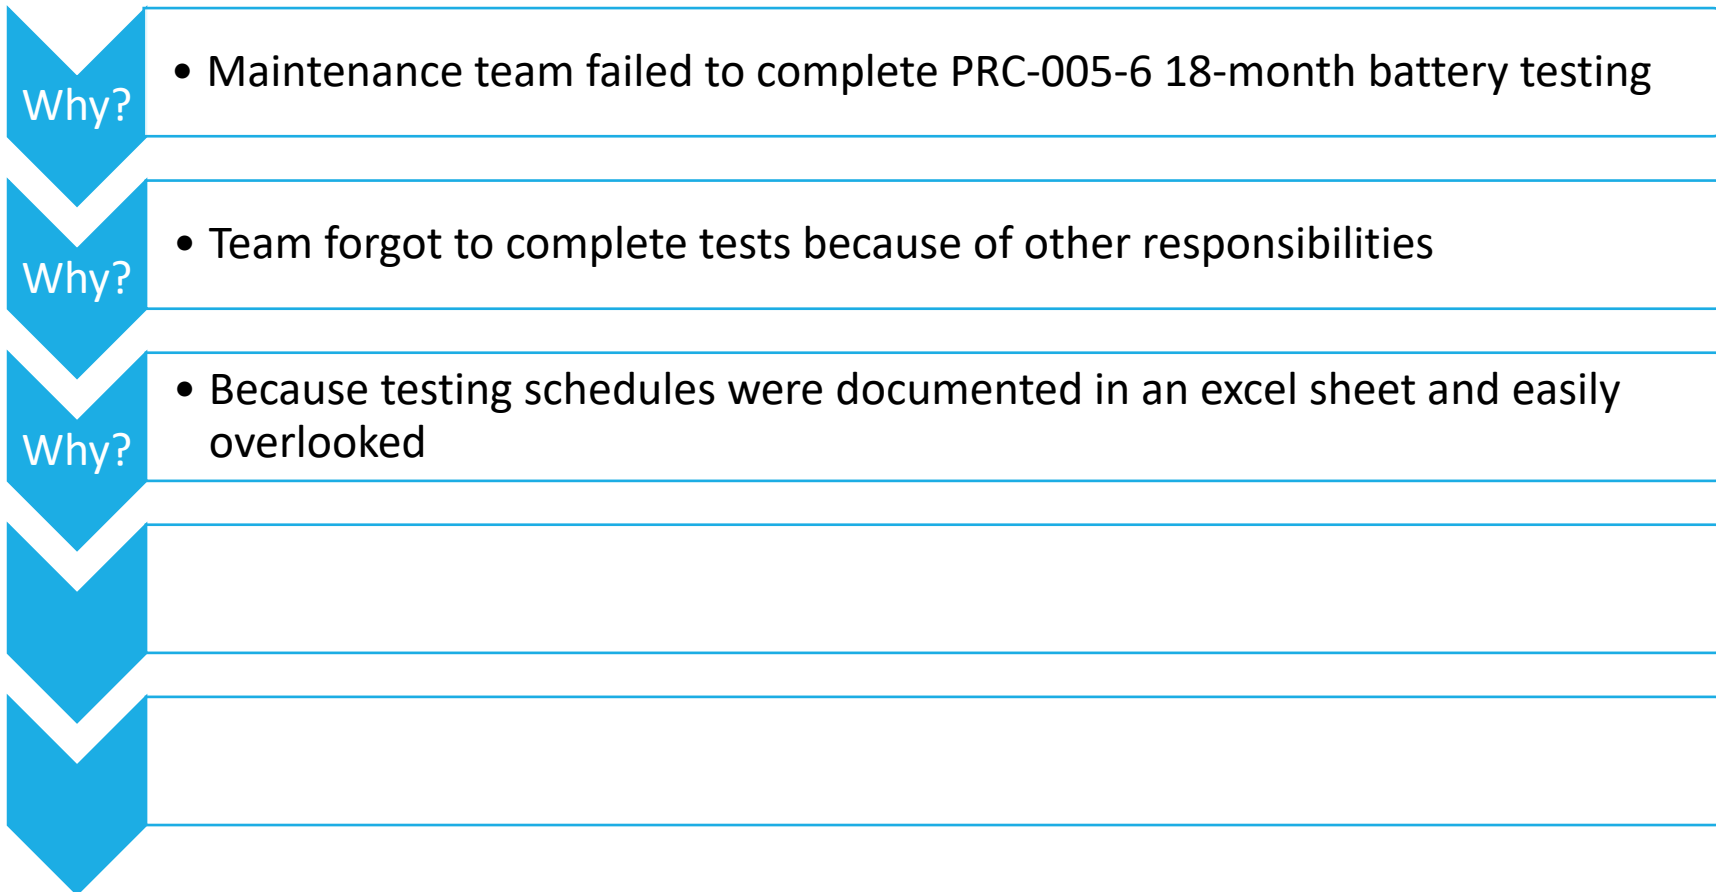 Why?
• Maintenance team failed to complete PRC-005-6 18-month battery testing
Why?
• Team forgot to complete tests because of other responsibilities
Why?
• Because testing schedules were documented in an excel sheet and easily
overlooked